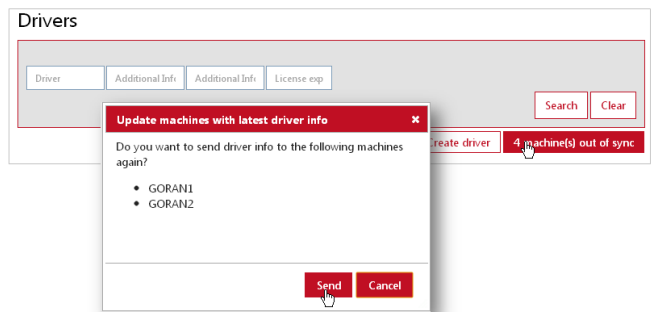 Drivers
Driver
Additional Info
Additional Info
License exp
Search
Clear
Update machines with latest driver info
Create driver
4 machine(s) out of sync
Do you want to send driver info to the following machines
again?
• GORAN1
• GORAN2
Send
Cancel